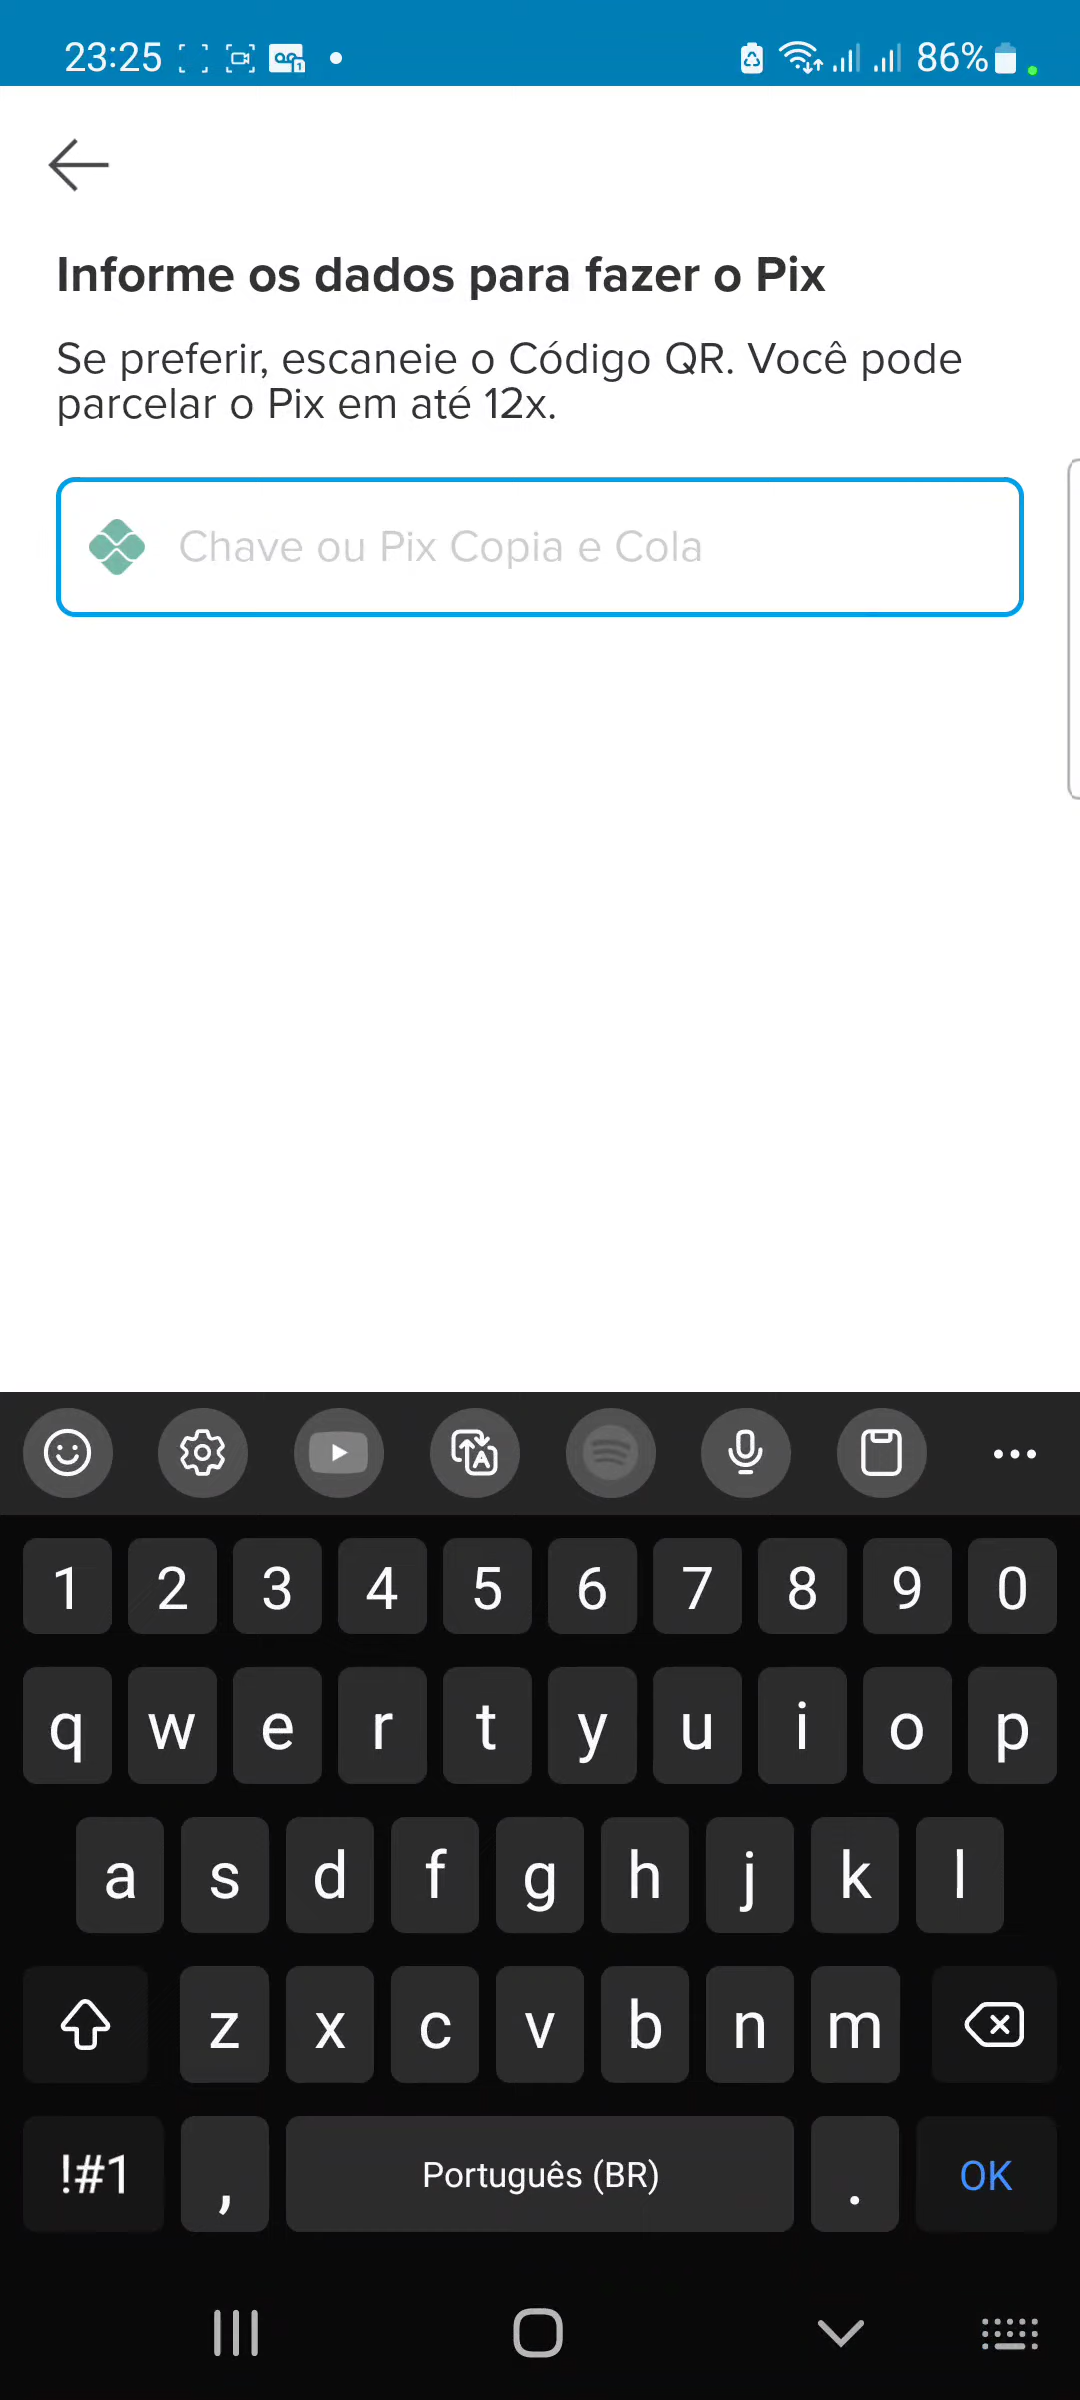 23:25 86%
Informe os dados para fazer o Pix
Se preferir, escaneie o Código QR. Você pode
parcelar o Pix em até 12x.
Chave ou Pix Copia e Cola
1 2 3 4 5 6 7 8 9 0
q w e r t y u i o p
a s d f g h j k l
z x c v b n m
!#1 , Português (BR) . OK